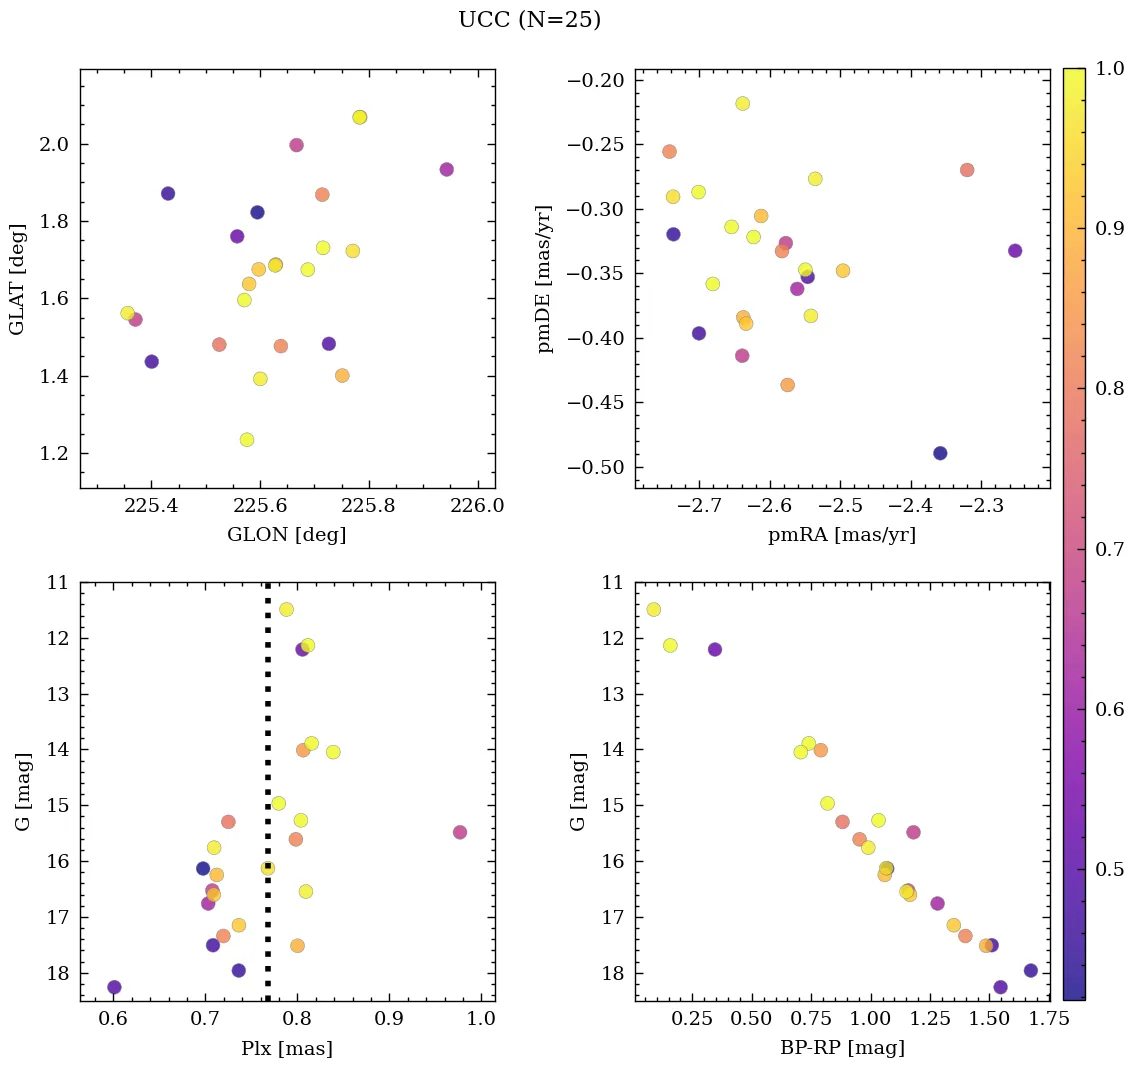 UCC (N=25)
2.0
1.8
1.6
1.4
1.2
GLAT [deg]
225.4 225.6 225.8 226.0
GLON [deg]
−0.20
−0.25
−0.30
−0.35
−0.40
−0.45
−0.50
pmDE [mas/yr]
−2.7 −2.6 −2.5 −2.4 −2.3
pmRA [mas/yr]
1.0
0.9
0.8
0.7
0.6
0.5
11
12
13
14
15
16
17
18
G [mag]
0.6 0.7 0.8 0.9 1.0
Plx [mas]
11
12
13
14
15
16
17
18
G [mag]
0.25 0.50 0.75 1.00 1.25 1.50 1.75
BP-RP [mag]